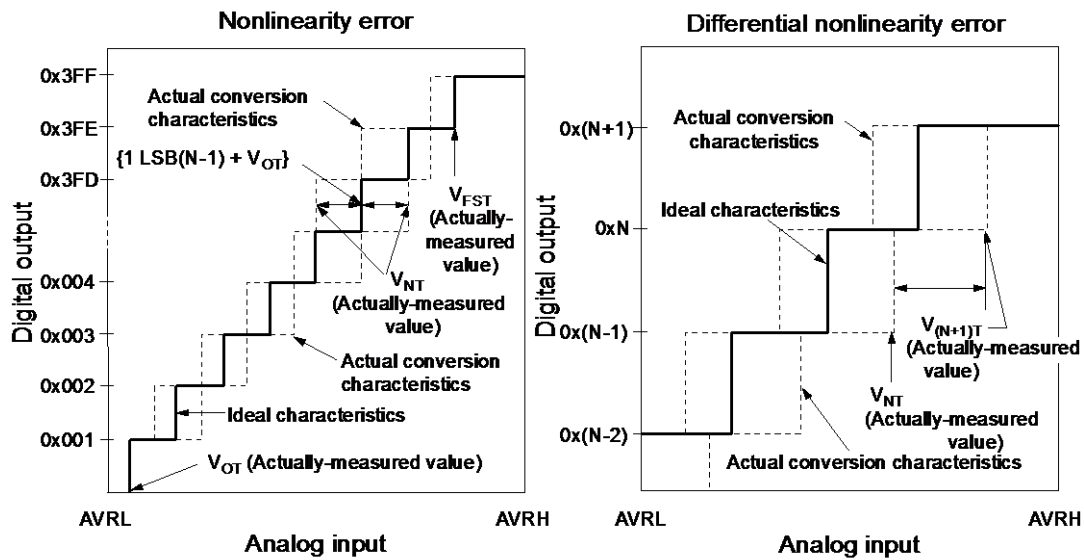 Nonlinearity error
0x3FF
0x3FE
0x3FD
0x004
0x003
0x002
0x001
Digital output
Actual conversion
characteristics
{1 LSB(N-1) + VOT}
VFST
(Actually-
measured
value)
VNT
(Actually-measured
value)
Actual conversion
characteristics
Ideal characteristics
VOT (Actually-measured value)
AVRL
AVRH
Analog input
Differential nonlinearity error
0x(N+1)
0xN
0x(N-1)
0x(N-2)
Digital output
Actual conversion
characteristics
Ideal characteristics
V(N+1)T
(Actually-measured
value)
VNT
(Actually-measured
value)
Actual conversion characteristics
AVRL
AVRH
Analog input